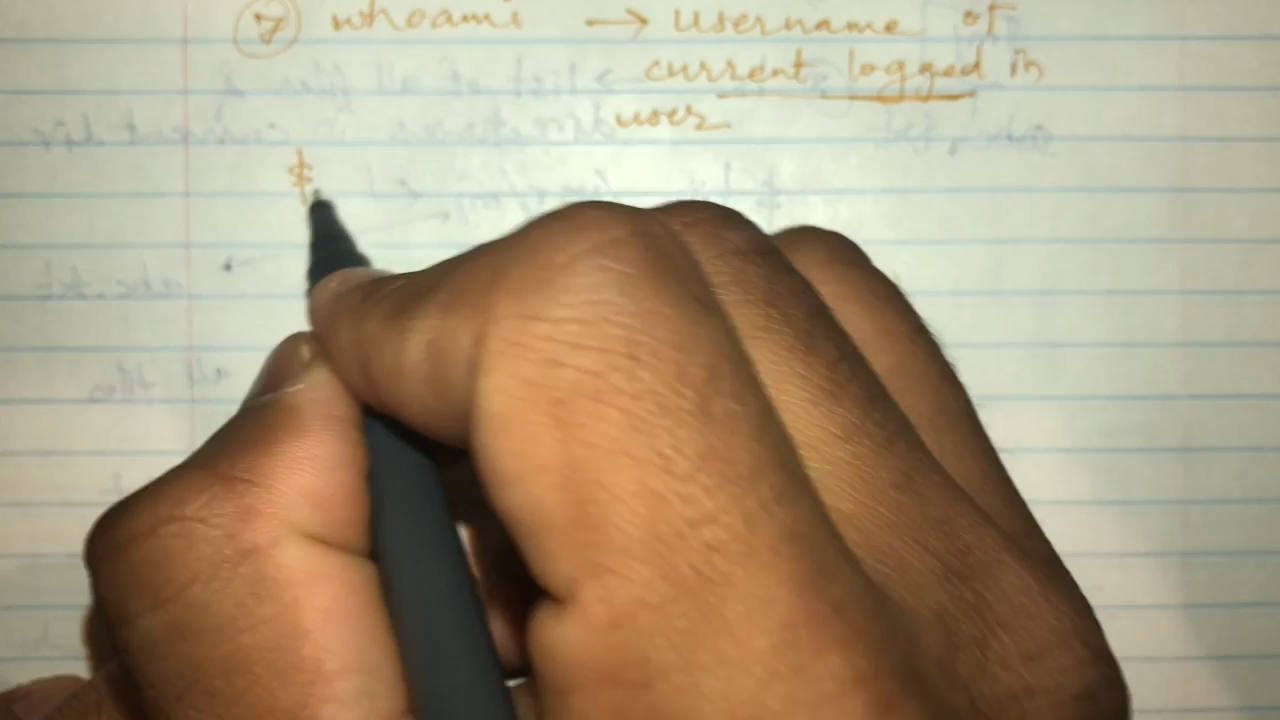 7 whoami → username of
current logged in
user
$